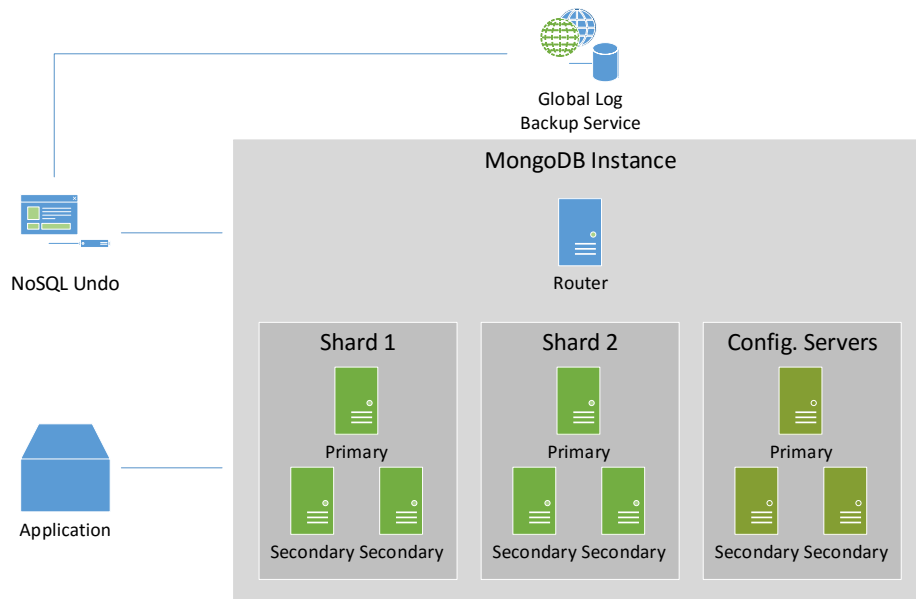 Global Log
Backup Service
MongoDB Instance
NoSQL Undo
Router
Shard 1
Shard 2
Config. Servers
Primary
Primary
Primary
Secondary Secondary
Secondary Secondary
Secondary Secondary
Application